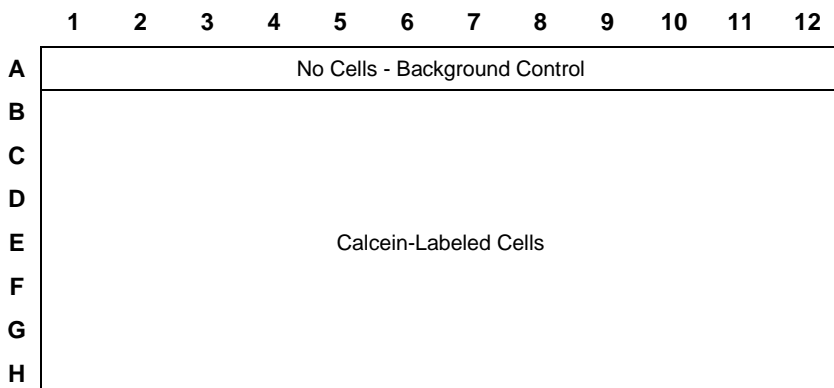 1 2 3 4 5 6 7 8 9 10 11 12
A No Cells - Background Control
B
C
D
E Calcein-Labeled Cells
F
G
H